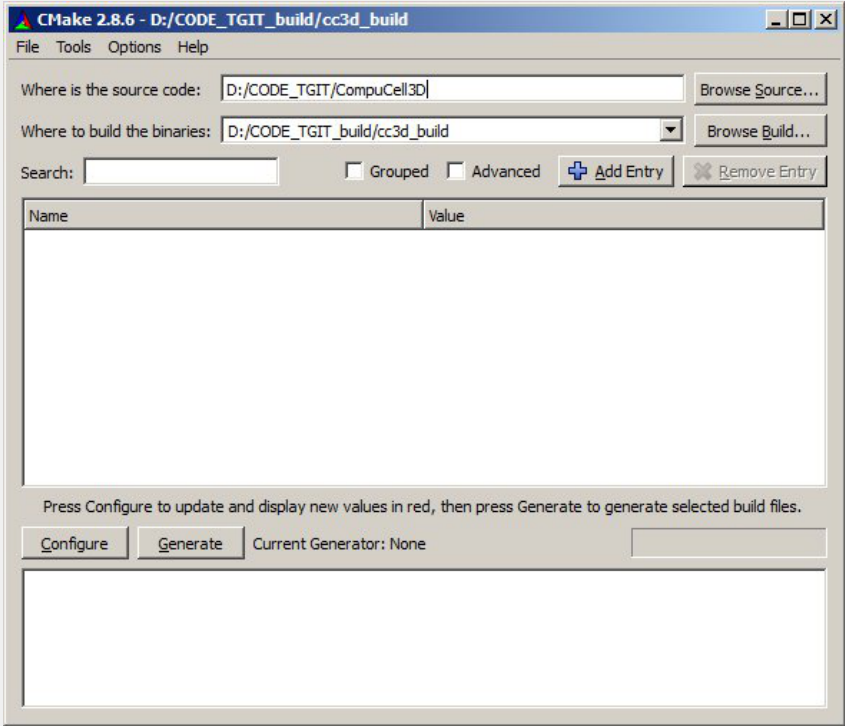 CMake 2.8.6 - D:/CODE_TGIT_build/cc3d_build
File Tools Options Help
Where is the source code: D:/CODE_TGIT/CompuCell3D Browse Source...
Where to build the binaries: D:/CODE_TGIT_build/cc3d_build Browse Build...
Search: Grouped Advanced Add Entry Remove Entry
Name Value
Press Configure to update and display new values in red, then press Generate to generate selected build files.
Configure Generate Current Generator: None